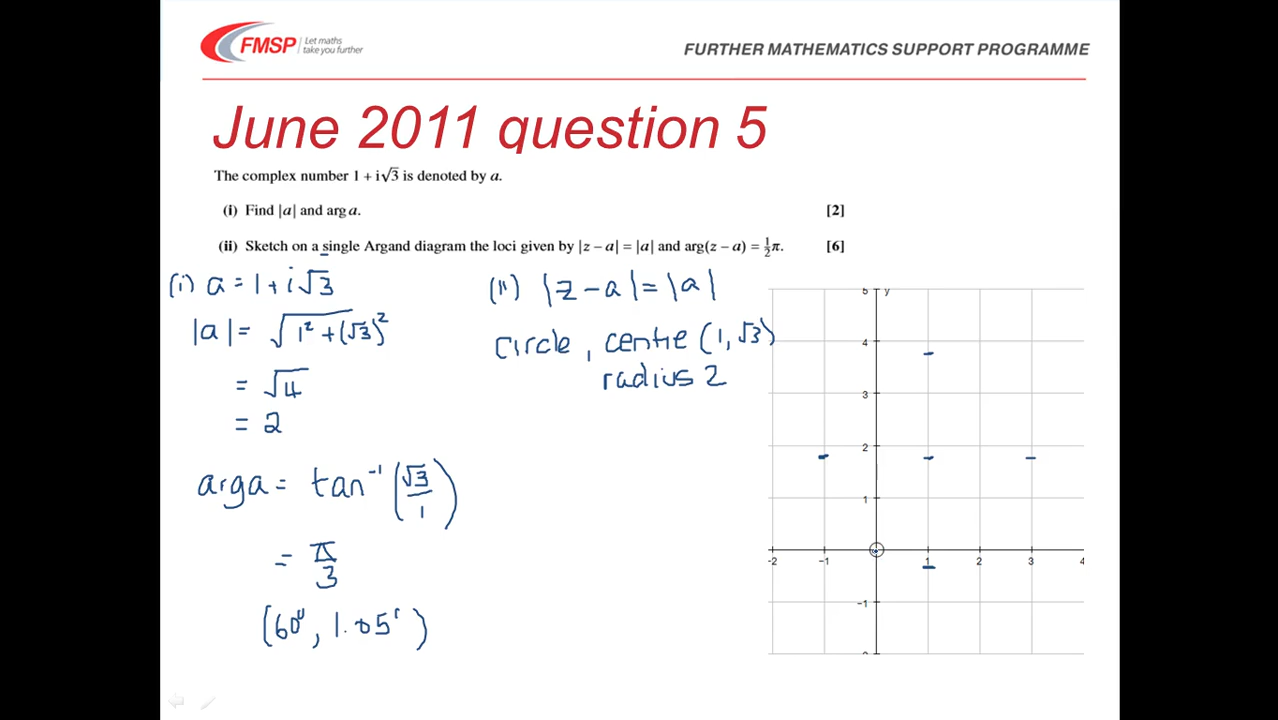 FMSP
Let maths
take you further
FURTHER MATHEMATICS SUPPORT PROGRAMME
June 2011 question 5
The complex number 1 + i√3 is denoted by a.
(i) Find |a| and arg a. [2]
(ii) Sketch on a single Argand diagram the loci given by |z − a| = |a| and arg(z − a) = ½π. [6]
(i) a = 1 + i√3
|a| = √(1² + (√3)²)
= √4
= 2
arga = tan⁻¹(√3/1)
= π/3
(60°, 1.05ʳ)
(ii) |z − a| = |a|
circle, centre (1, √3)
radius 2
5 y
4
3
2
1
-2 -1 1 2 3 4
-1